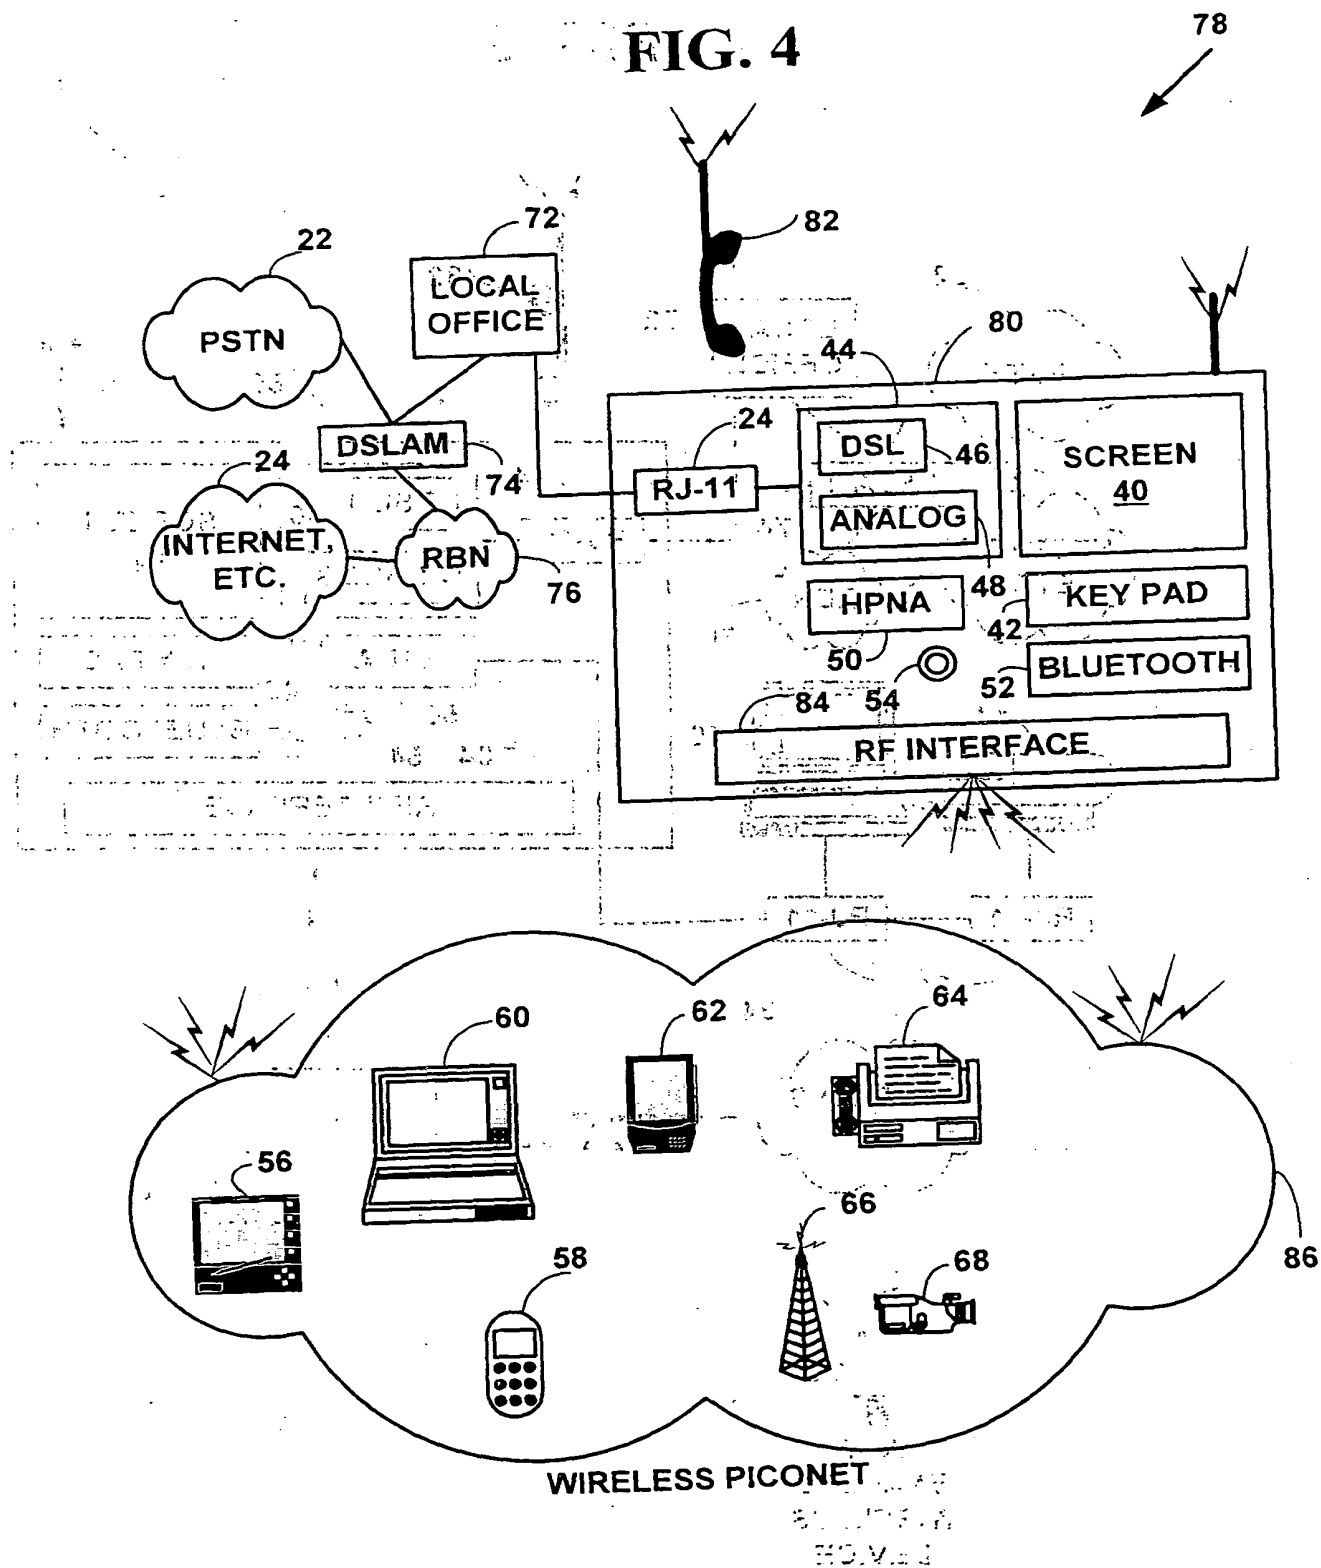 FIG. 4
78
72
22
82
LOCAL
OFFICE
PSTN
80
44
24
DSL
46
SCREEN
40
DSLAM
74
24
RJ-11
ANALOG
48
INTERNET,
ETC.
RBN
76
HPNA
50
KEY PAD
42
54
BLUETOOTH
52
84
RF INTERFACE
60
62
64
56
58
66
68
86
WIRELESS PICONET